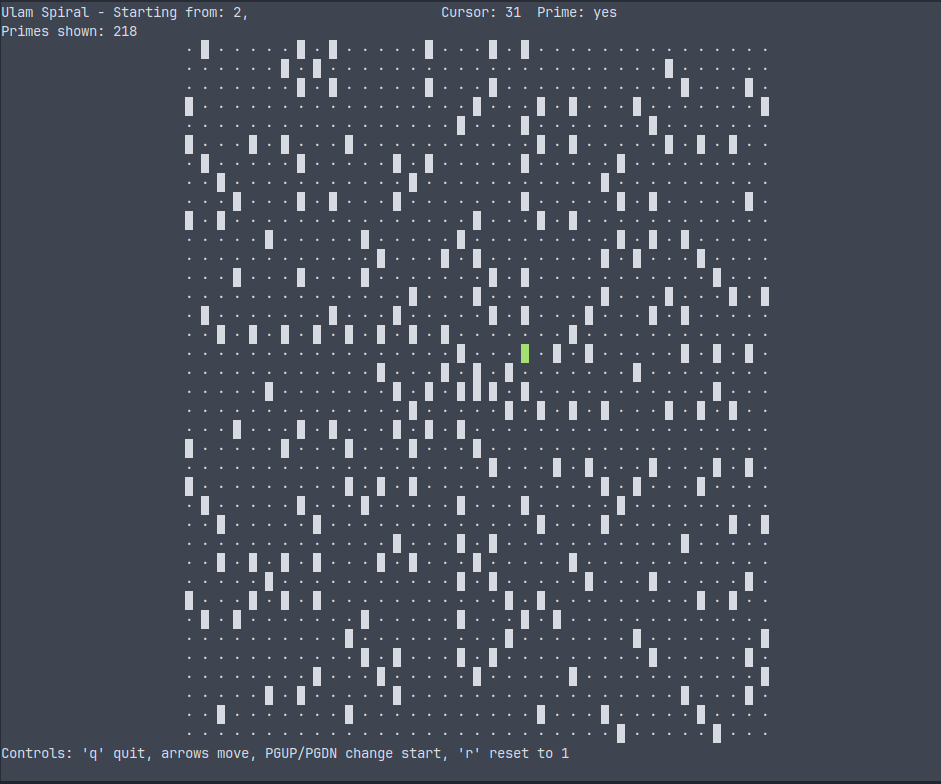 Ulam Spiral - Starting from: 2, Cursor: 31 Prime: yes
Primes shown: 218
Controls: 'q' quit, arrows move, PGUP/PGDN change start, 'r' reset to 1